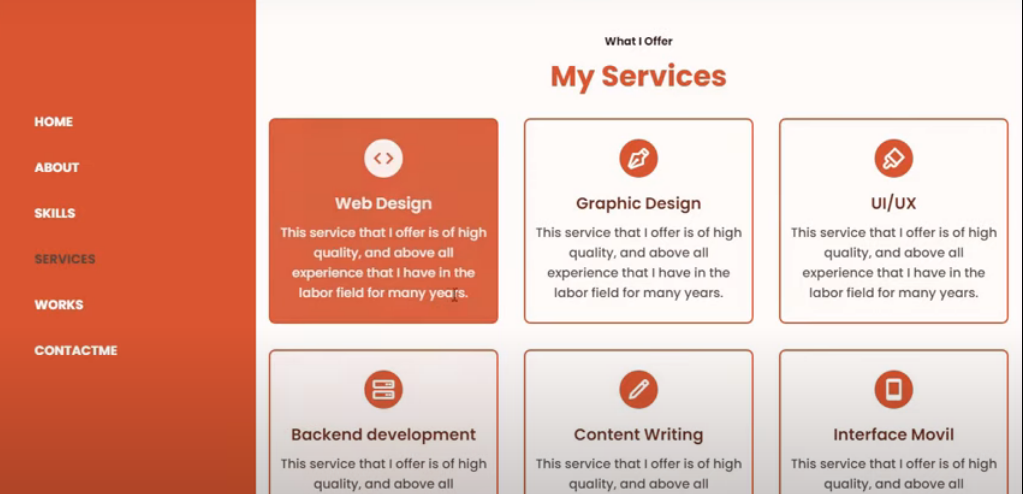 HOME
ABOUT
SKILLS
SERVICES
WORKS
CONTACTME
What I Offer
My Services
Web Design
This service that I offer is of high
quality, and above all
experience that I have in the
labor field for many years.
Graphic Design
This service that I offer is of high
quality, and above all
experience that I have in the
labor field for many years.
UI/UX
This service that I offer is of high
quality, and above all
experience that I have in the
labor field for many years.
Backend development
This service that I offer is of high
quality, and above all
Content Writing
This service that I offer is of high
quality, and above all
Interface Movil
This service that I offer is of high
quality, and above all